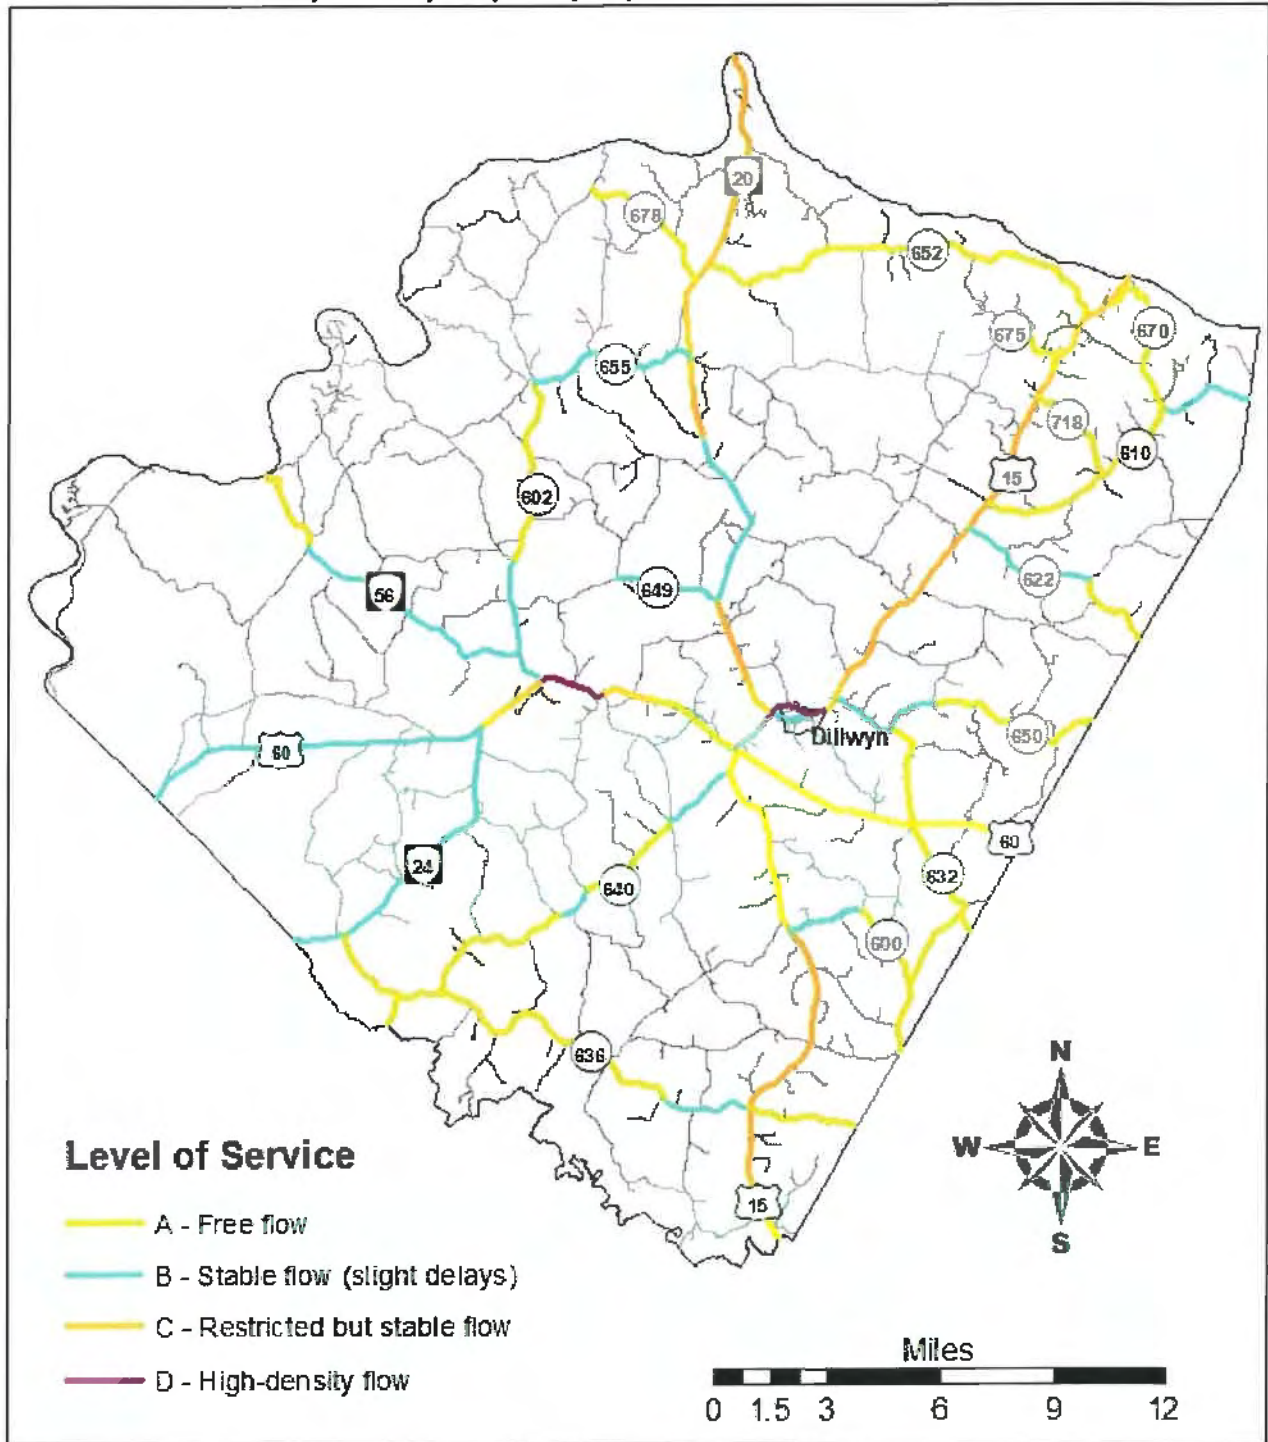 20
678
652
675
670
655
718
610
15
602
622
56
649
Dillwyn
650
60
60
24
632
640
600
636
N
W E
S
15
Level of Service
A - Free flow
B - Stable flow (slight delays)
C - Restricted but stable flow
D - High-density flow
Miles
0 1.5 3 6 9 12